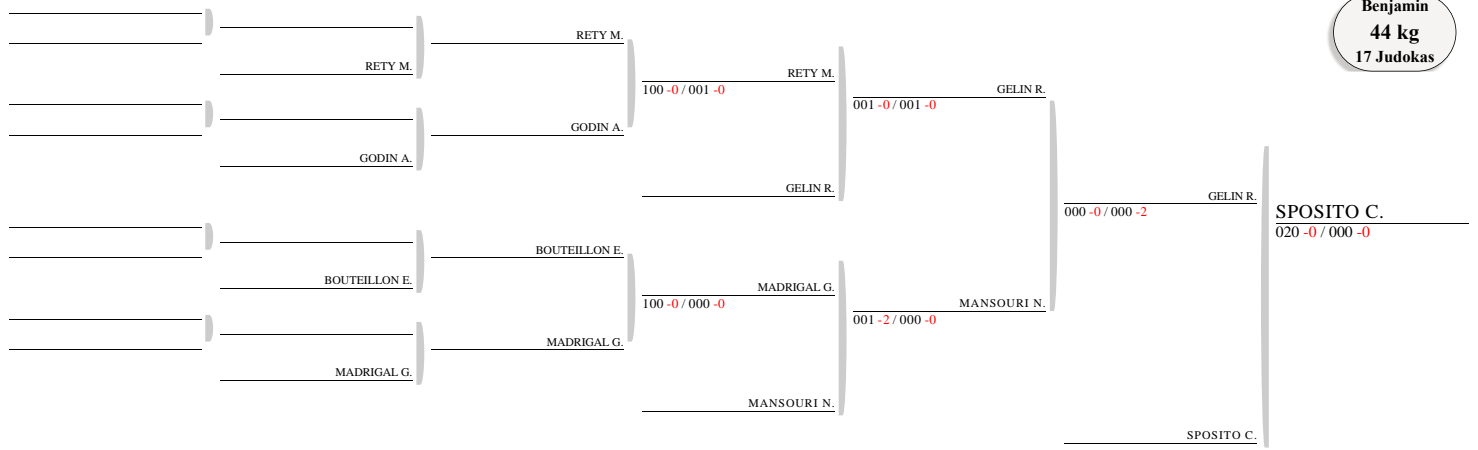 Benjamin
44 kg
17 Judokas
RETY M.
RETY M.
RETY M.
100 -0 / 001 -0
GELIN R.
001 -0 / 001 -0
GODIN A.
GODIN A.
GELIN R.
GELIN R.
000 -0 / 000 -2
SPOSITO C.
020 -0 / 000 -0
BOUTEILLON E.
BOUTEILLON E.
MADRIGAL G.
100 -0 / 000 -0
MANSOURI N.
001 -2 / 000 -0
MADRIGAL G.
MADRIGAL G.
MANSOURI N.
SPOSITO C.